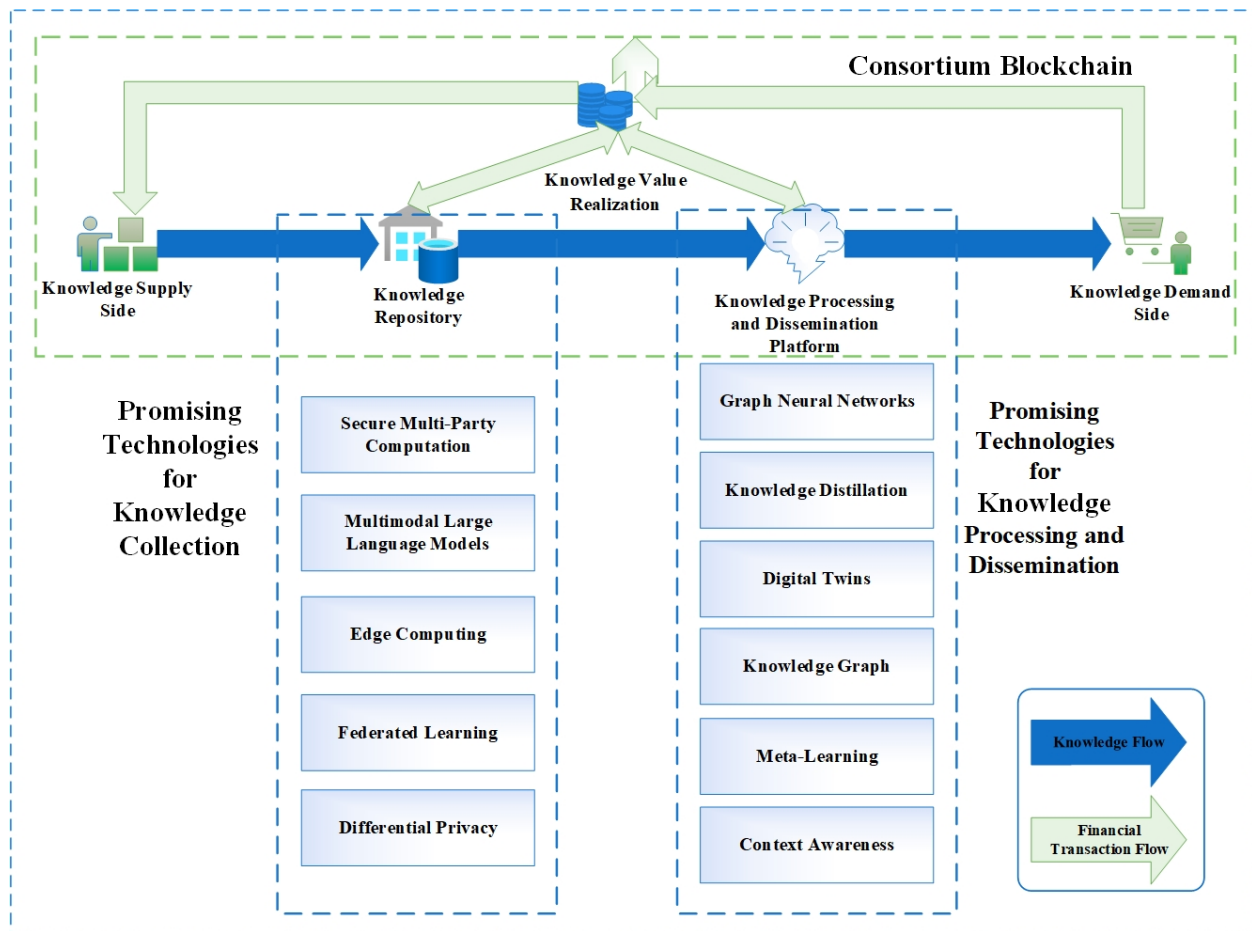 Consortium Blockchain
Knowledge Value
Realization
Knowledge Supply
Side
Knowledge
Repository
Knowledge Processing
and Dissemination
Platform
Knowledge Demand
Side
Promising
Technologies
for
Knowledge
Collection
Secure Multi-Party
Computation
Multimodal Large
Language Models
Edge Computing
Federated Learning
Differential Privacy
Graph Neural Networks
Knowledge Distillation
Digital Twins
Knowledge Graph
Meta-Learning
Context Awareness
Promising
Technologies
for
Knowledge
Processing and
Dissemination
Knowledge Flow
Financial
Transaction Flow